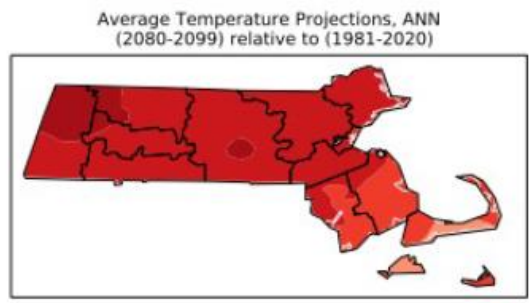 Average Temperature Projections, ANN
(2080-2099) relative to (1981-2020)